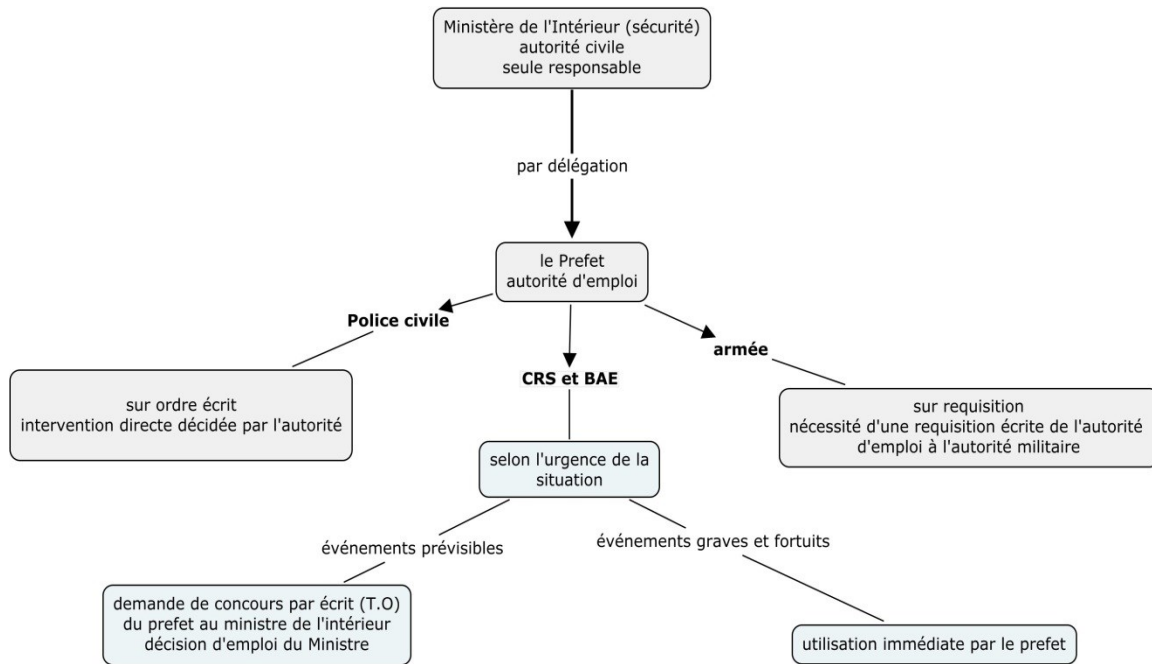 Ministère de l'Intérieur (sécurité)
autorité civile
seule responsable
par délégation
le Prefet
autorité d'emploi
Police civile
CRS et BAE
armée
sur ordre écrit
intervention directe décidée par l'autorité
sur requisition
nécessité d'une requisition écrite de l'autorité
d'emploi à l'autorité militaire
selon l'urgence de la
situation
événements prévisibles
événements graves et fortuits
demande de concours par écrit (T.O)
du prefet au ministre de l'intérieur
décision d'emploi du Ministre
utilisation immédiate par le prefet